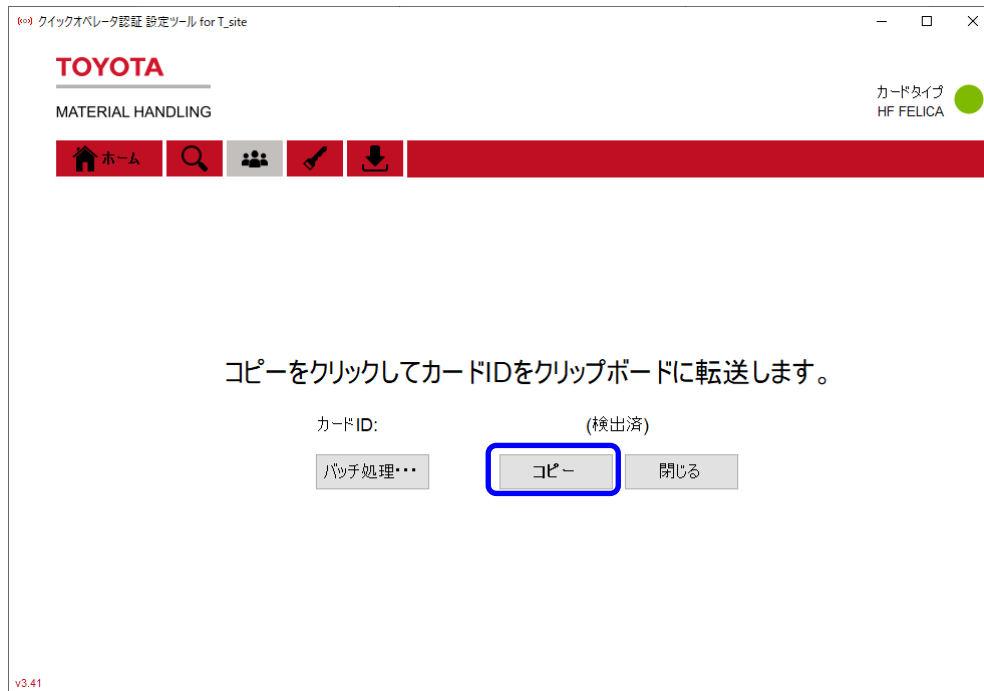 クイックオペレータ認証 設定ツール for T_site
TOYOTA
MATERIAL HANDLING
カードタイプ
HF FELICA
ホーム
コピーをクリックしてカードIDをクリップボードに転送します。
カードID: (検出済)
バッチ処理･･･ コピー 閉じる
v3.41